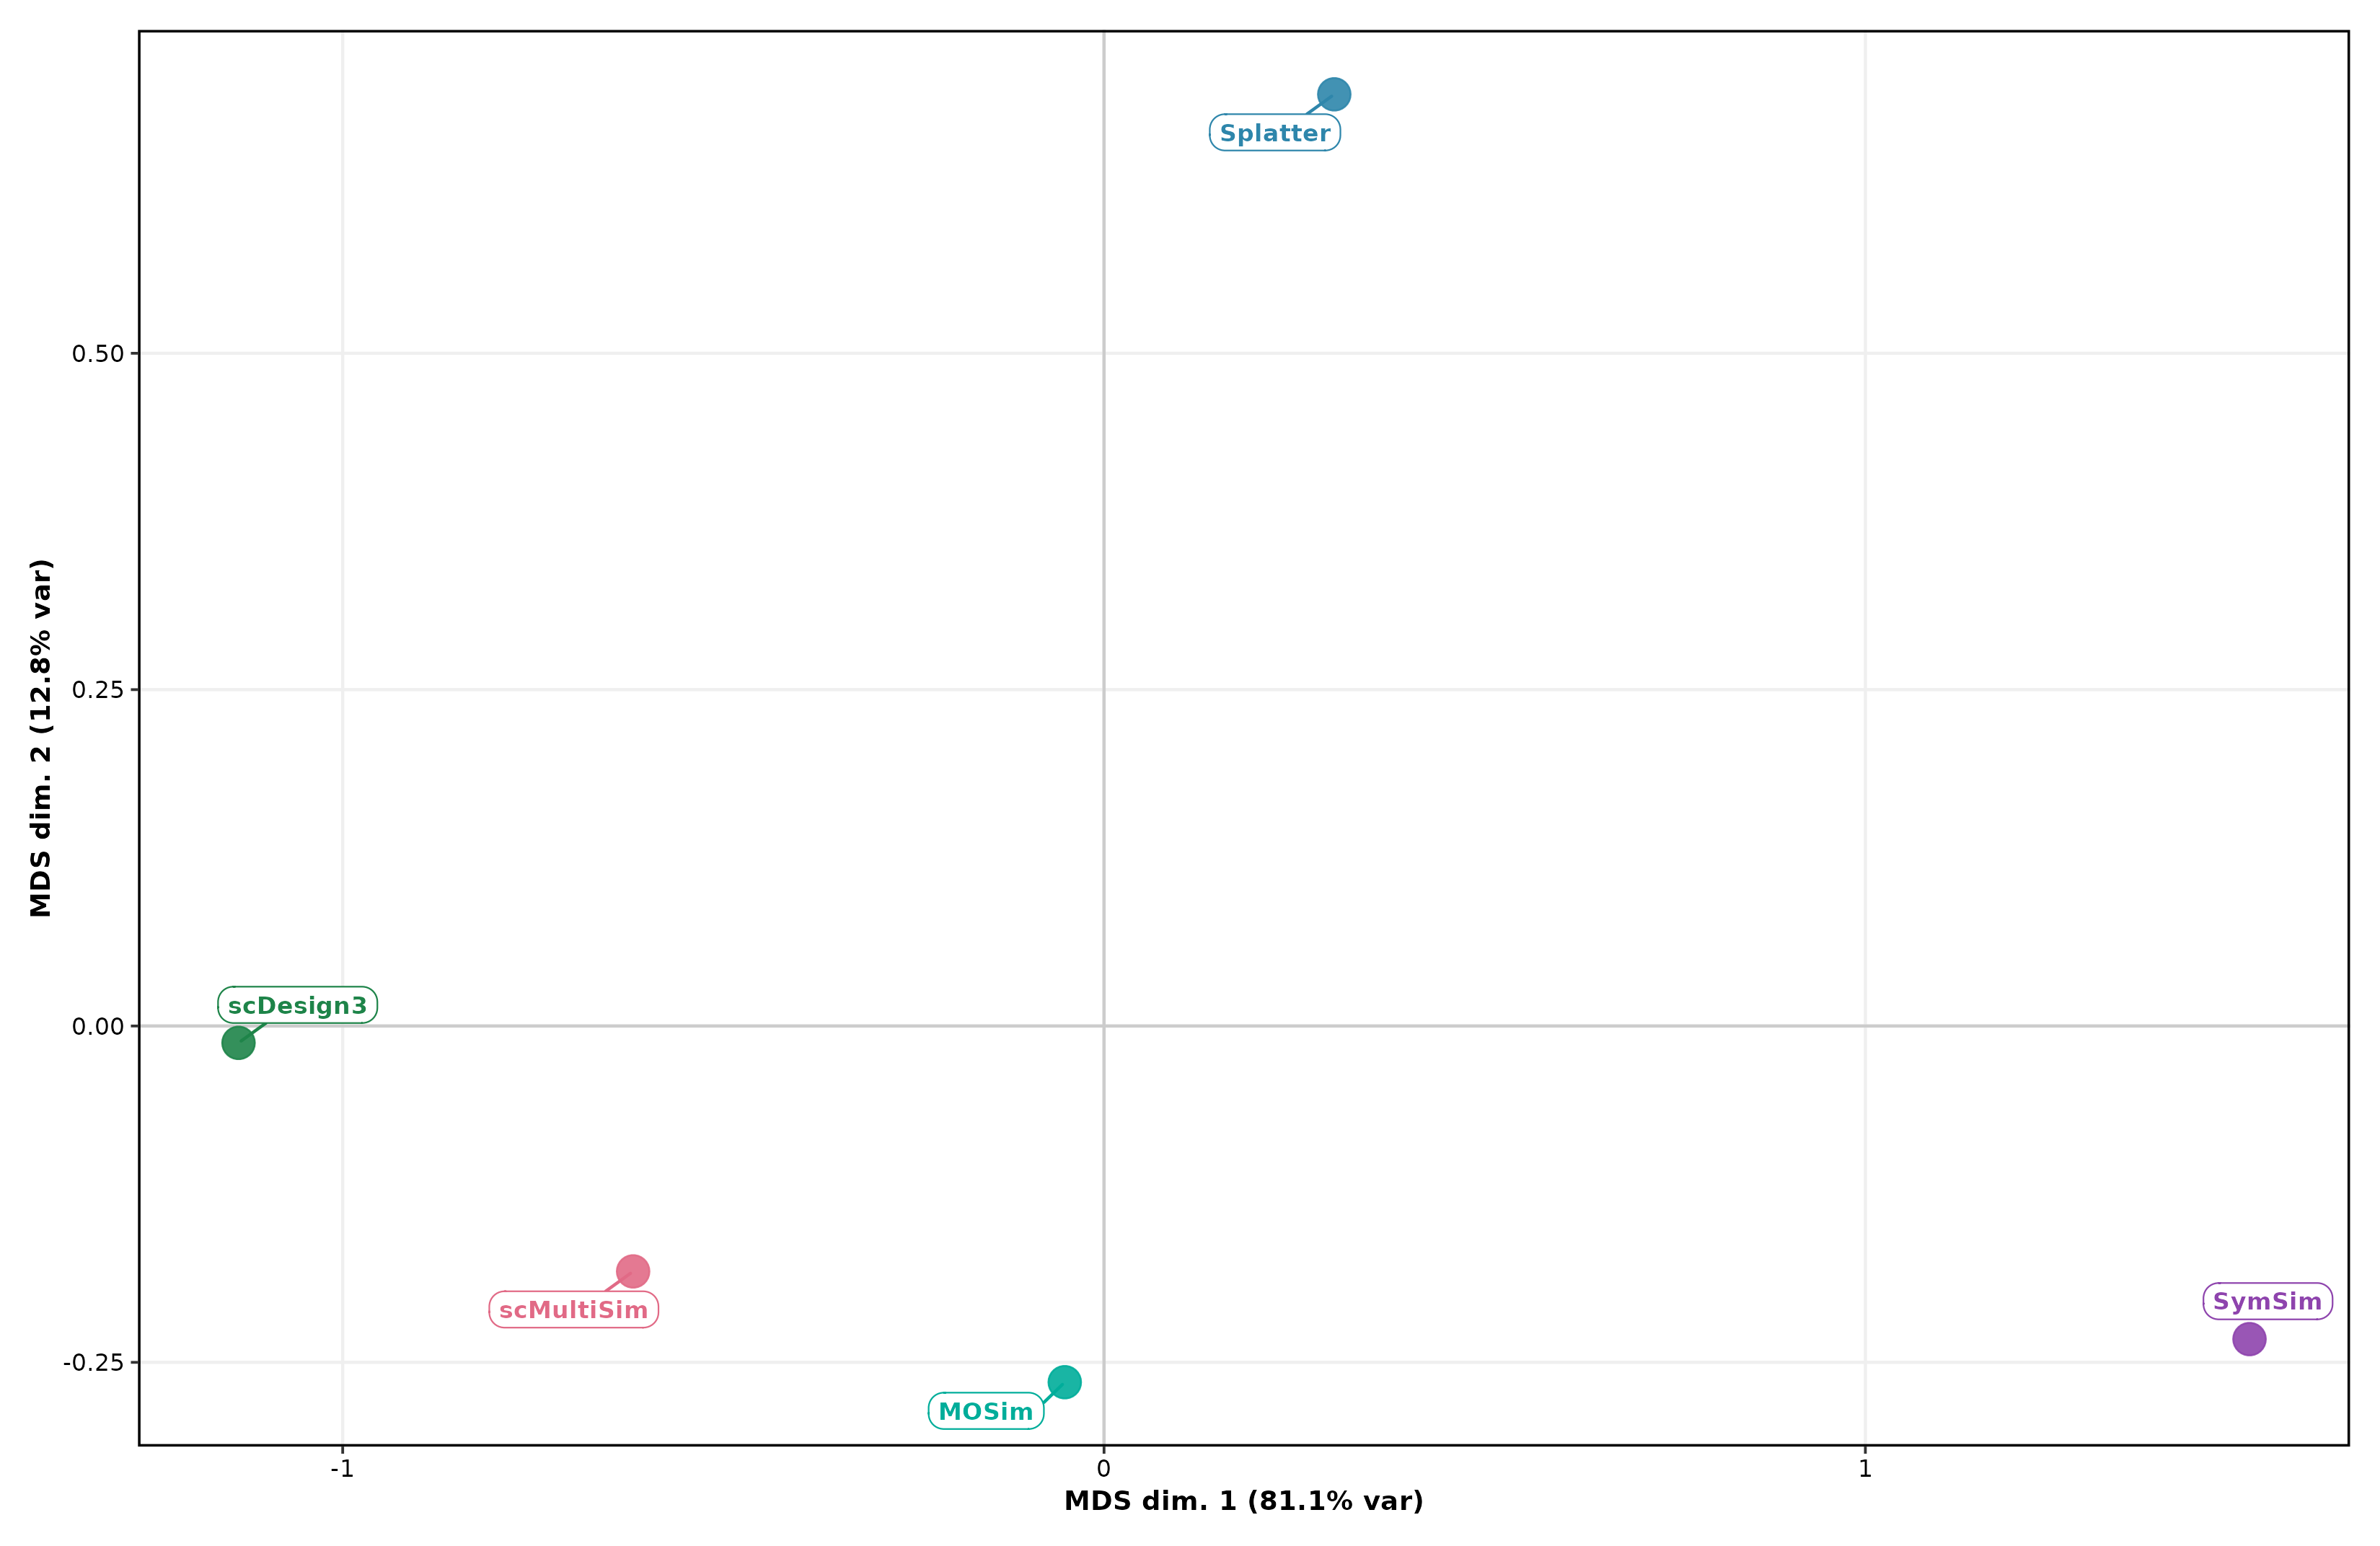 Splatter
0.50
0.25
scDesign3
0.00
scMultiSim
SymSim
-0.25
MOSim
-1
0
1
MDS dim. 1 (81.1% var)
MDS dim. 2 (12.8% var)